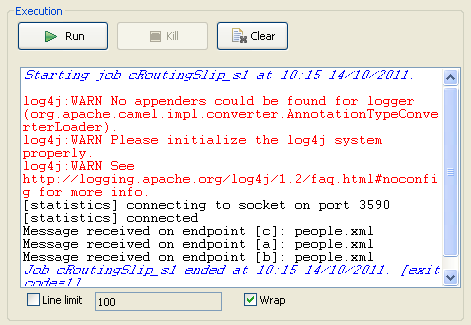 Execution
Run
Kill
Clear
Starting job cRoutingSlip_s1 at 10:15 14/10/2011.
log4j:WARN No appenders could be found for logger
(org.apache.camel.impl.converter.AnnotationTypeConve
rterLoader).
log4j:WARN Please initialize the log4j system
properly.
log4j:WARN See
http://logging.apache.org/log4j/1.2/faq.html#noconfi
g for more info.
[statistics] connecting to socket on port 3590
[statistics] connected
Message received on endpoint [c]: people.xml
Message received on endpoint [a]: people.xml
Message received on endpoint [b]: people.xml
Job cRoutingSlip_s1 ended at 10:15 14/10/2011. [exit
code=1]
Line limit
100
Wrap